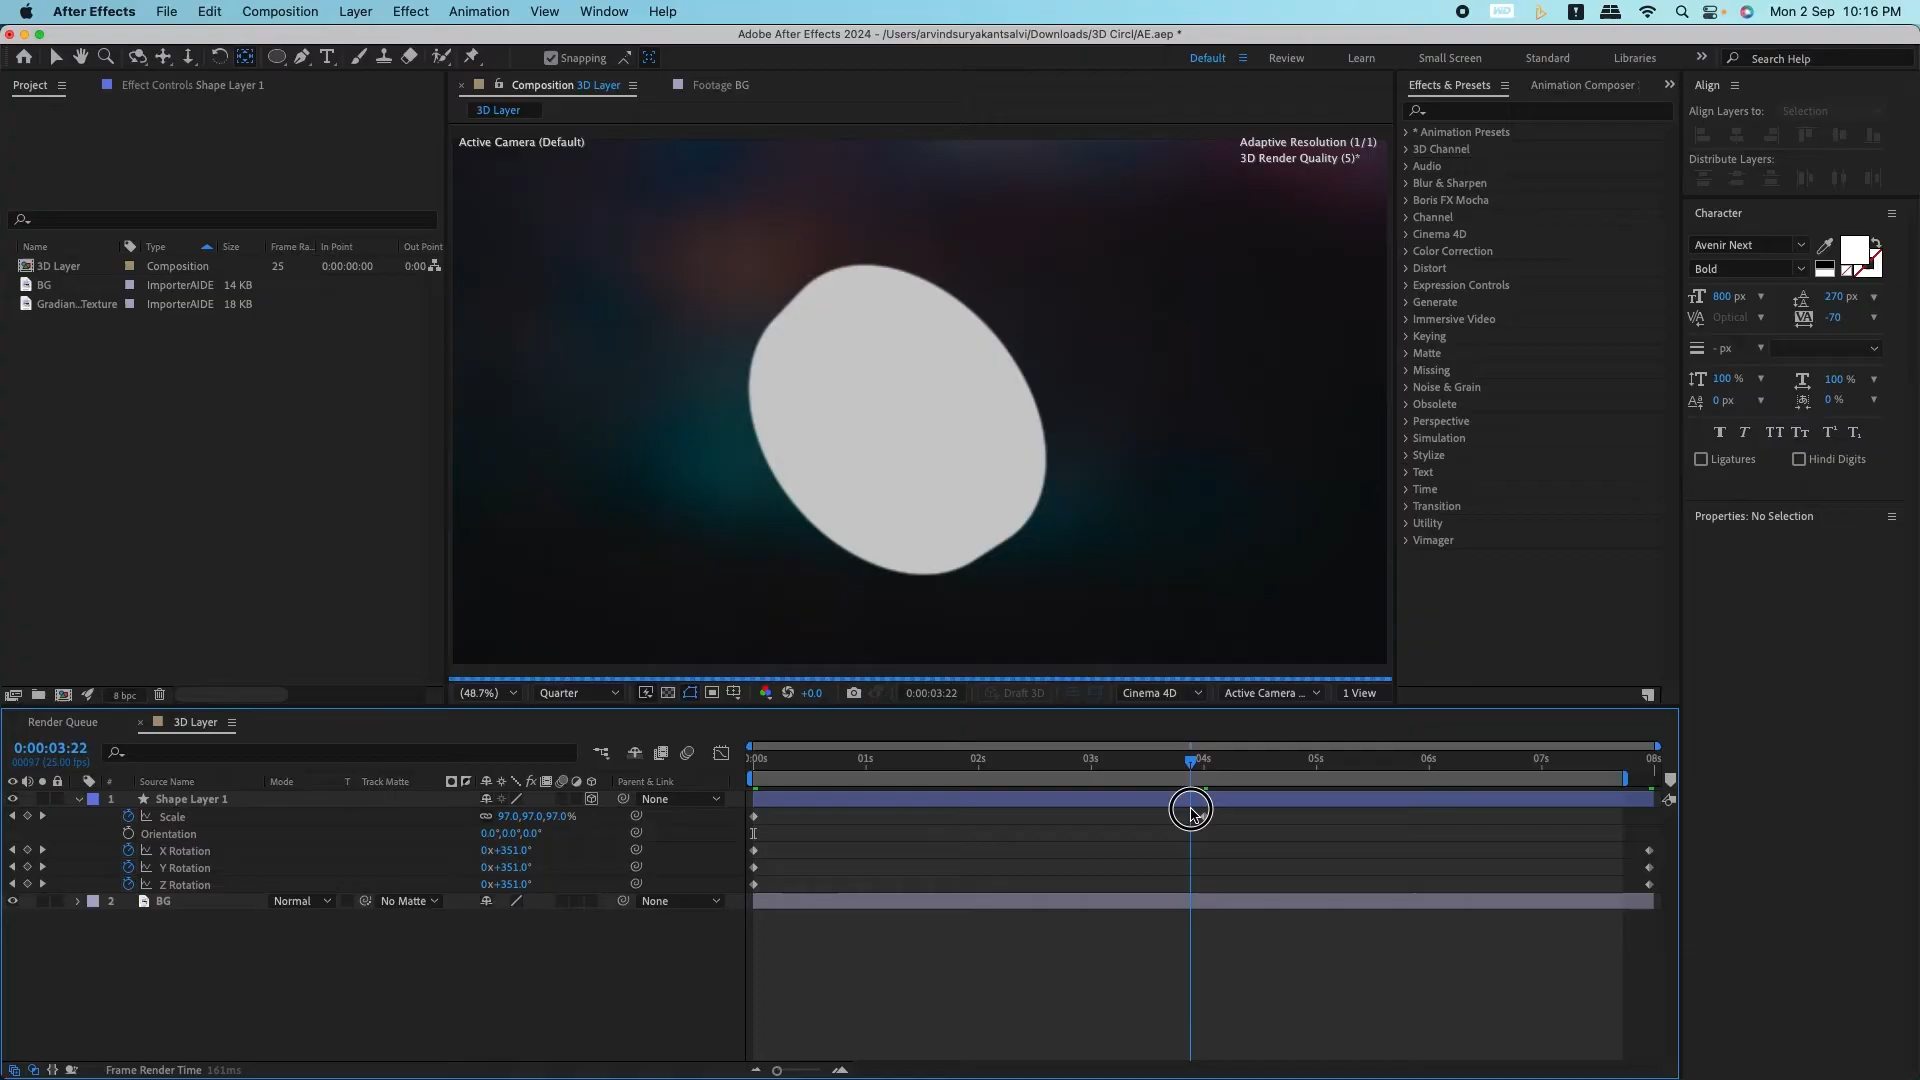 After Effects File Edit Composition Layer Effect Animation View Window Help Mon 2 Sep 10:16 PM
Adobe After Effects 2024 - /Users/arvindsuryakantsalvi/Downloads/3D Circl/AE.aep *
Snapping Default Review Learn Small Screen Standard Libraries Search Help
Project Effect Controls Shape Layer 1
Composition 3D Layer Footage BG
3D Layer
Active Camera (Default)
Adaptive Resolution (1/1)
3D Render Quality (5)*
Name Type Size Frame Ra... In Point Out Point
3D Layer Composition 25 0:00:00:00 0:00
BG ImporterAIDE 14 KB
Gradian...Texture ImporterAIDE 18 KB
8 bpc
(48.7%) Quarter +0.0 0:00:03:22 Draft 3D Cinema 4D Active Camera ... 1 View
Effects & Presets Animation Composer
* Animation Presets
3D Channel
Audio
Blur & Sharpen
Boris FX Mocha
Channel
Cinema 4D
Color Correction
Distort
Expression Controls
Generate
Immersive Video
Keying
Matte
Missing
Noise & Grain
Obsolete
Perspective
Simulation
Stylize
Text
Time
Transition
Utility
Vimager
Align
Align Layers to: Selection
Distribute Layers:
Character
Avenir Next
Bold
800 px 270 px
Optical -70
- px
100 % 100 %
0 px 0 %
Ligatures Hindi Digits
Properties: No Selection
Render Queue 3D Layer
0:00:03:22
00097 (25.00 fps)
# Source Name Mode T Track Matte Parent & Link
):00s 01s 02s 03s 04s 05s 06s 07s 08s
1 Shape Layer 1 None
Scale 97.0,97.0,97.0%
Orientation 0.0°,0.0°,0.0°
X Rotation 0x+351.0°
Y Rotation 0x+351.0°
Z Rotation 0x+351.0°
2 BG Normal No Matte None
Frame Render Time 161ms